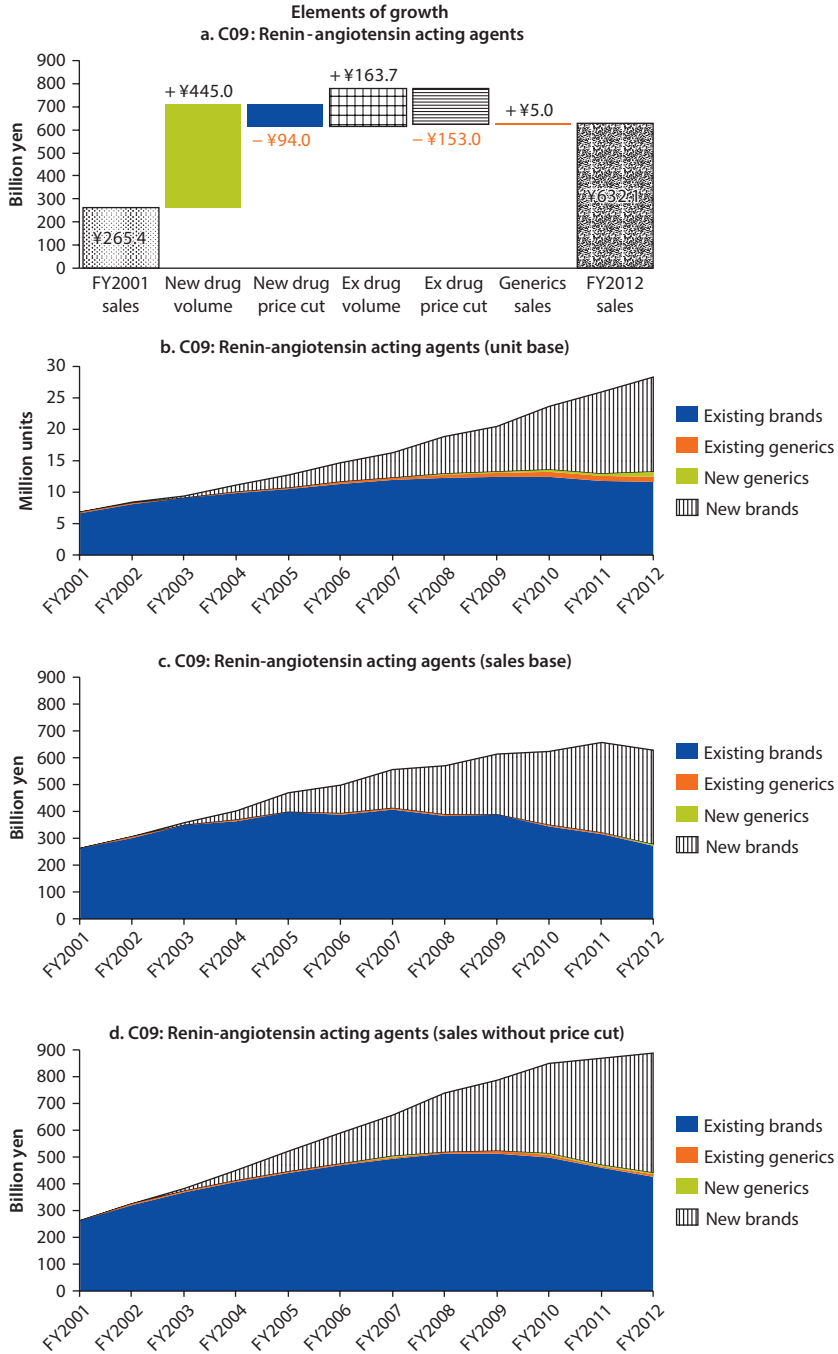 Elements of growth
a. C09: Renin-angiotensin acting agents
Billion yen
900
800
700
600
500
400
300
200
100
0
¥265.4
+ ¥445.0
– ¥94.0
+ ¥163.7
– ¥153.0
+ ¥5.0
¥632.1
FY2001 sales
New drug volume
New drug price cut
Ex drug volume
Ex drug price cut
Generics sales
FY2012 sales
b. C09: Renin-angiotensin acting agents (unit base)
Million units
30
25
20
15
10
5
0
FY2001
FY2002
FY2003
FY2004
FY2005
FY2006
FY2007
FY2008
FY2009
FY2010
FY2011
FY2012
Existing brands
Existing generics
New generics
New brands
c. C09: Renin-angiotensin acting agents (sales base)
Billion yen
900
800
700
600
500
400
300
200
100
0
FY2001
FY2002
FY2003
FY2004
FY2005
FY2006
FY2007
FY2008
FY2009
FY2010
FY2011
FY2012
Existing brands
Existing generics
New generics
New brands
d. C09: Renin-angiotensin acting agents (sales without price cut)
Billion yen
900
800
700
600
500
400
300
200
100
0
FY2001
FY2002
FY2003
FY2004
FY2005
FY2006
FY2007
FY2008
FY2009
FY2010
FY2011
FY2012
Existing brands
Existing generics
New generics
New brands